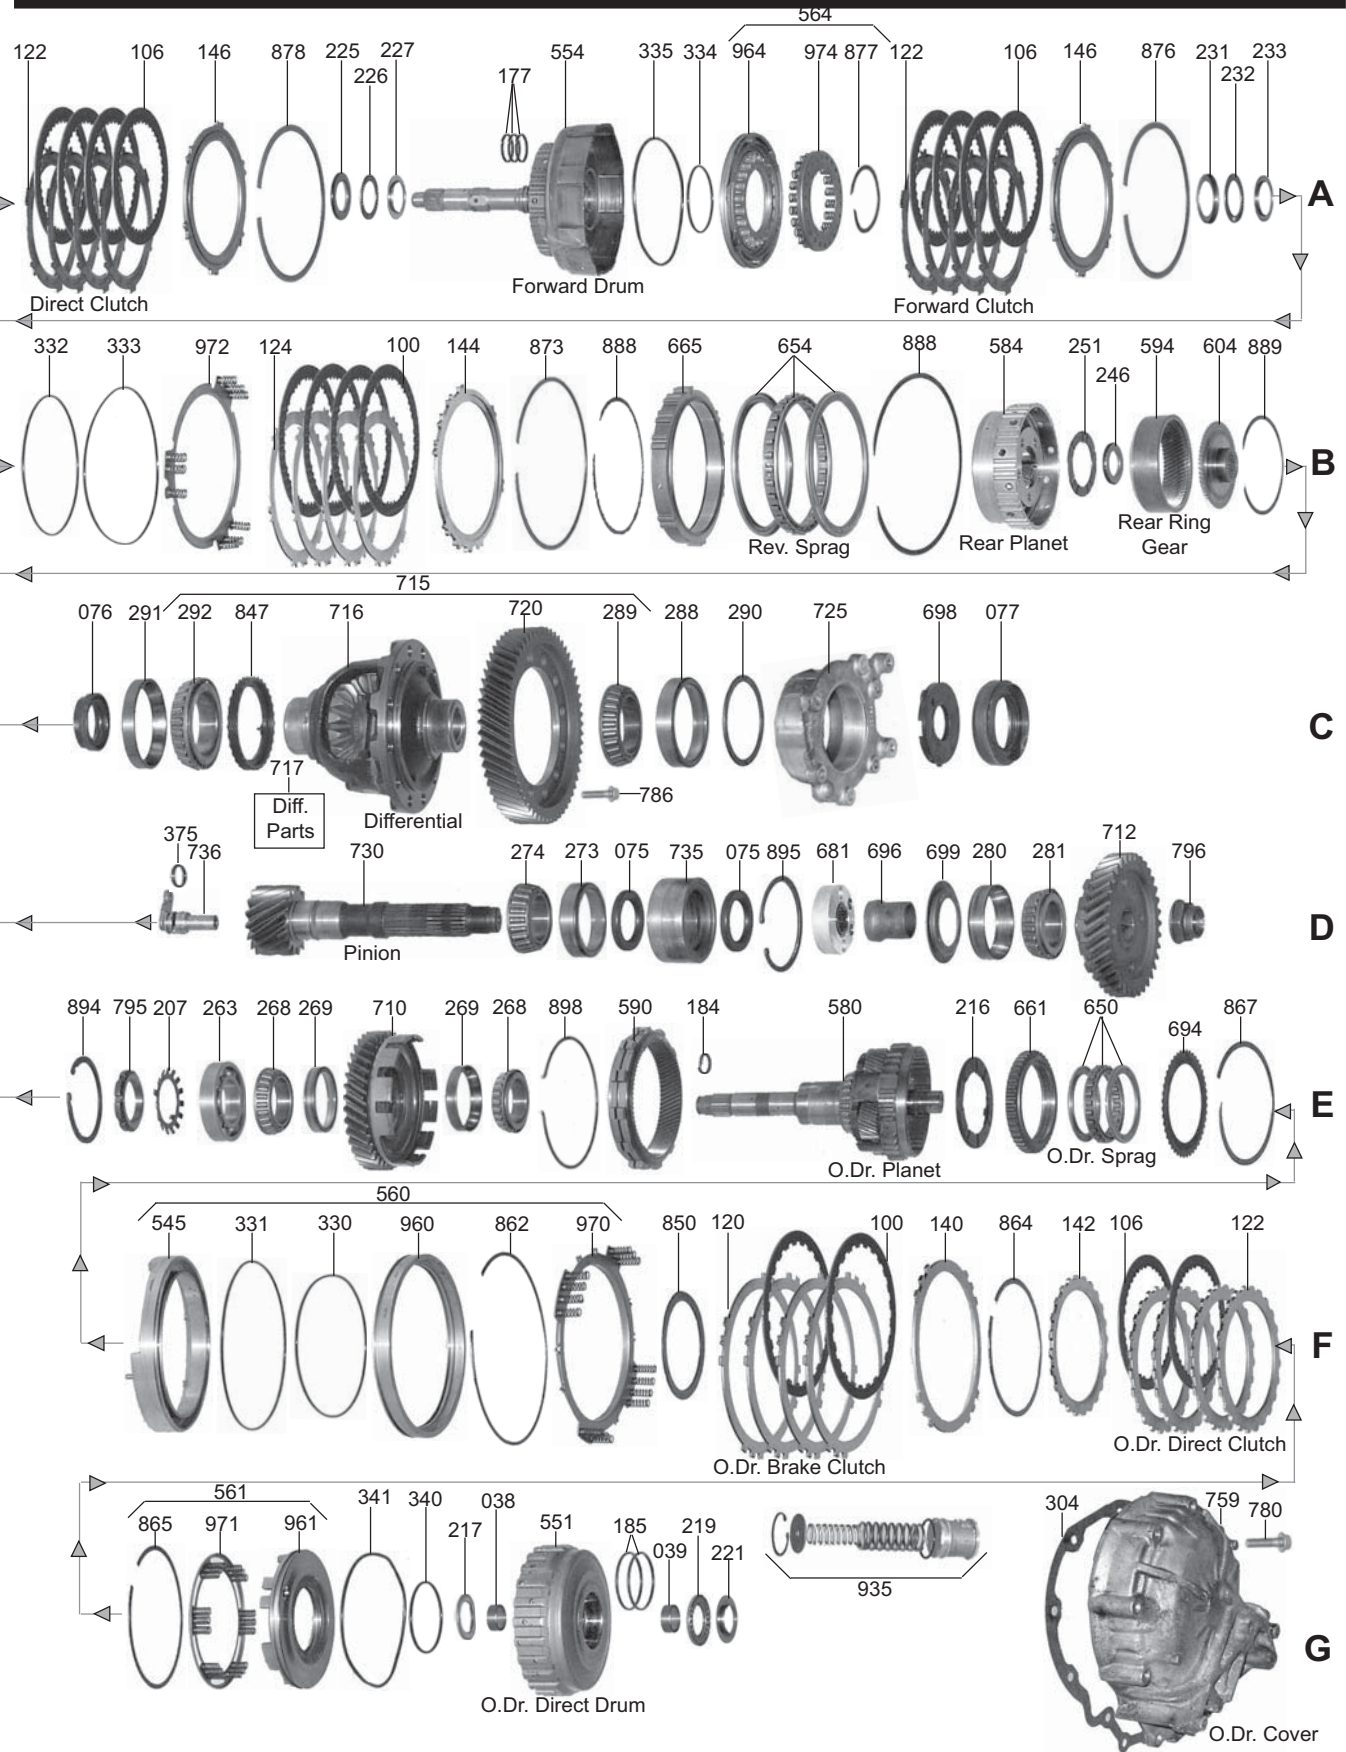 564
122 106 146 878 225 227 554 335 334 964 974 877 122 106 146 876 231 233
226 177 232
A
Direct Clutch Forward Drum Forward Clutch
332 333 972 124 100 144 873 888 665 654 888 584 251 594 604 889
246
B
Rev. Sprag Rear Planet Rear Ring
Gear
715
076 291 292 847 716 720 289 288 290 725 698 077
C
717
Diff.
Parts
Differential
786
375
736 730 274 273 075 735 075 895 681 696 699 280 281 712 796
Pinion
D
894 795 207 263 268 269 710 269 268 898 590 184 580 216 661 650 694 867
E
O.Dr. Planet O.Dr. Sprag
560
545 331 330 960 862 970 850 120 100 140 864 142 106 122
F
O.Dr. Brake Clutch O.Dr. Direct Clutch
561
865 971 961 341 340 217 038 551 185 039 219 221 304 759 780
935
G
O.Dr. Direct Drum O.Dr. Cover